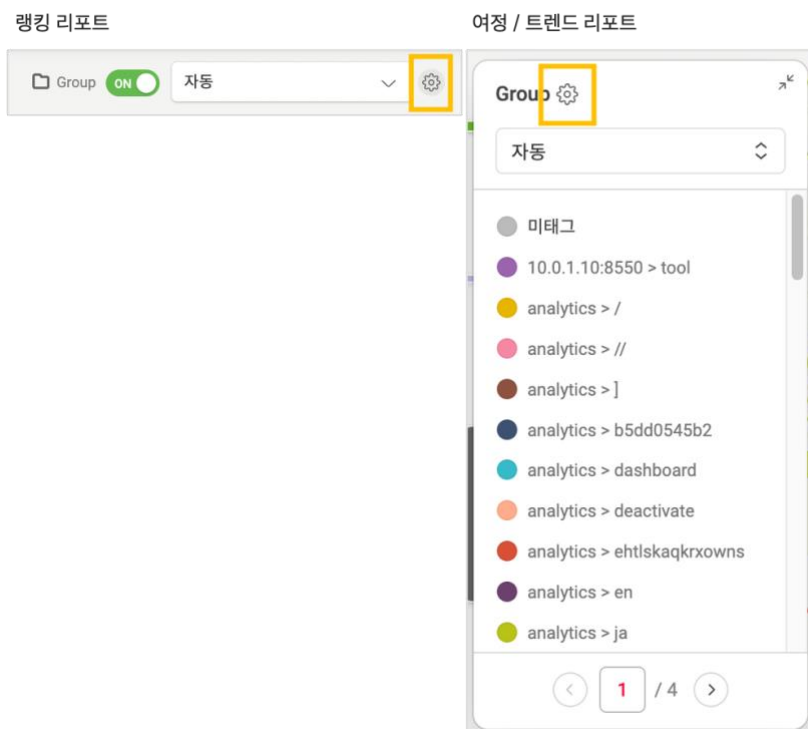 랭킹 리포트
Group ON 자동
여정 / 트렌드 리포트
Group
자동
미태그
10.0.1.10:8550 > tool
analytics > /
analytics > //
analytics > ]
analytics > b5dd0545b2
analytics > dashboard
analytics > deactivate
analytics > ehtlskaqkrxowns
analytics > en
analytics > ja
1 / 4